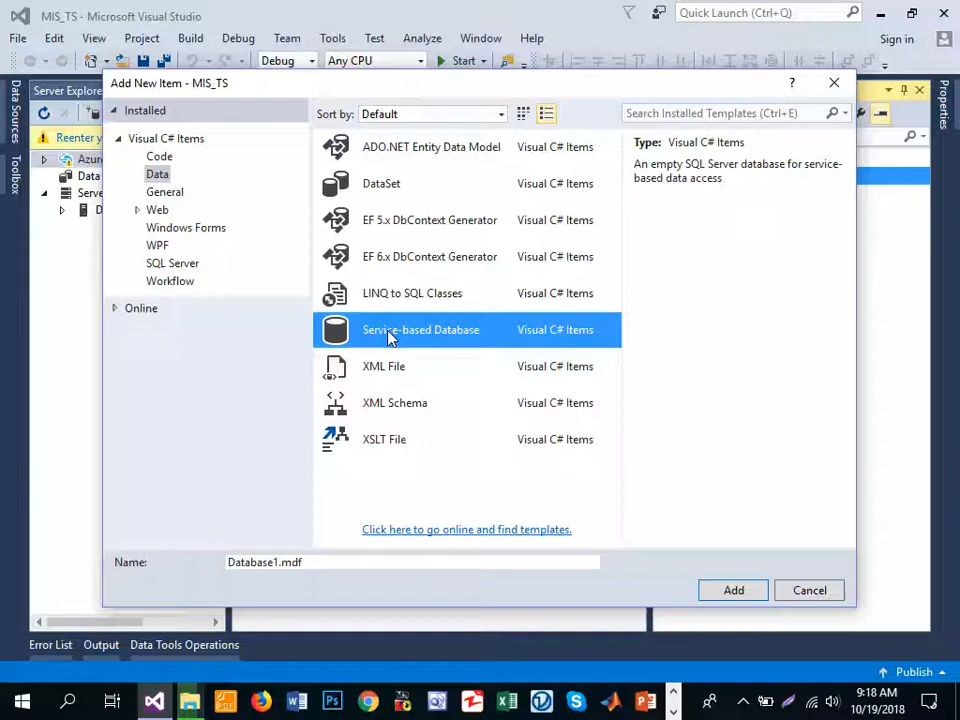 MIS_TS - Microsoft Visual Studio
Quick Launch (Ctrl+Q)
File Edit View Project Build Debug Team Tools Test Analyze Window Help
Sign in
Debug Any CPU Start
Add New Item - MIS_TS
?
Server Explore
Data Sources
Toolbox
Properties
Reenter y
Azure
Data
Serve
D
Installed
Visual C# Items
Code
Data
General
Web
Windows Forms
WPF
SQL Server
Workflow
Online
Sort by: Default
Search Installed Templates (Ctrl+E)
ADO.NET Entity Data Model Visual C# Items
DataSet Visual C# Items
EF 5.x DbContext Generator Visual C# Items
EF 6.x DbContext Generator Visual C# Items
LINQ to SQL Classes Visual C# Items
Service-based Database Visual C# Items
XML File Visual C# Items
XML Schema Visual C# Items
XSLT File Visual C# Items
Type: Visual C# Items
An empty SQL Server database for service-
based data access
Click here to go online and find templates.
Name: Database1.mdf
Add Cancel
Error List Output Data Tools Operations
Publish
9:18 AM
10/19/2018